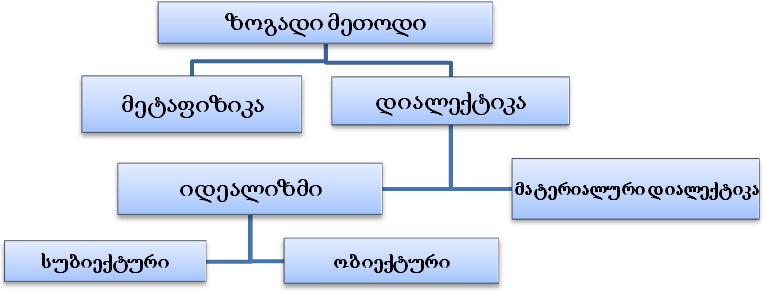 ზოგადი მეთოდი
მეტაფიზიკა
დიალექტიკა
იდეალიზმი
მატერიალური დიალექტიკა
სუბიექტური
ობიექტური